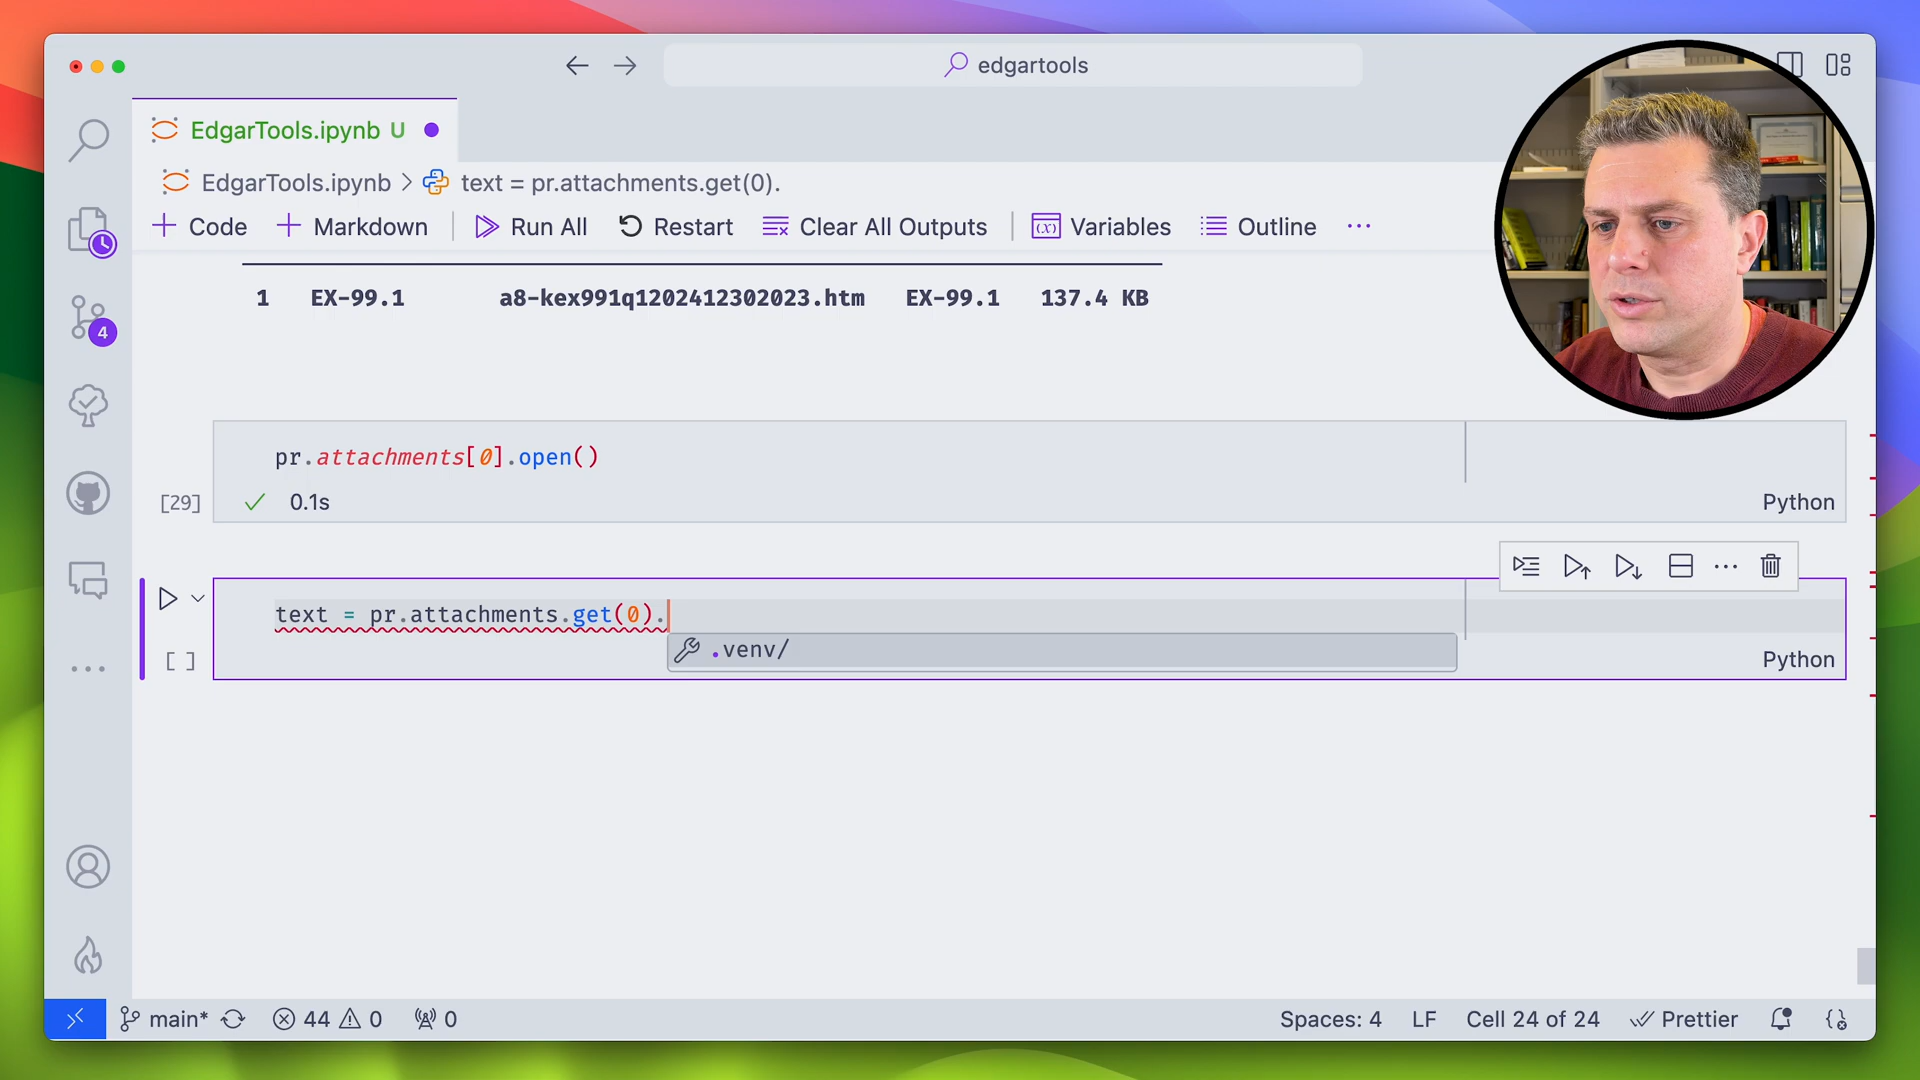 edgartools
EdgarTools.ipynb U
EdgarTools.ipynb > text = pr.attachments.get(0).
Code Markdown Run All Restart Clear All Outputs (x) Variables Outline ...
1 EX-99.1 a8-kex991q1202412302023.htm EX-99.1 137.4 KB
4
pr.attachments[0].open()
[29] 0.1s Python
text = pr.attachments.get(0).
.venv/
[ ] Python
main* 44 0 0 Spaces: 4 LF Cell 24 of 24 Prettier